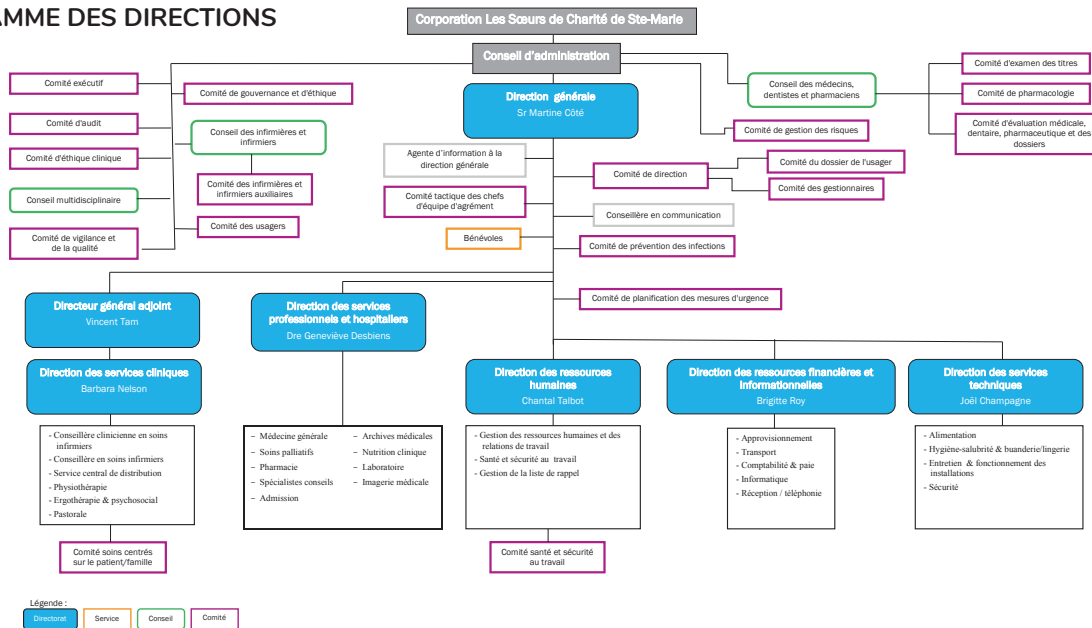 AMME DES DIRECTIONS
Corporation Les Sœurs de Charité de Ste-Marie
Conseil d'administration
Comité exécutif
Comité d'audit
Comité d'éthique clinique
Conseil multidisciplinaire
Comité de vigilance et
de la qualité
Comité de gouvernance et d'éthique
Conseil des infirmières et
infirmiers
Comité des infirmières et
infirmiers auxiliaires
Comité des usagers
Direction générale
Sr Martine Côté
Conseil des médecins,
dentistes et pharmaciens
Comité d'examen des titres
Comité de pharmacologie
Comité d'évaluation médicale,
dentaire, pharmaceutique et des
dossiers
Comité de gestion des risques
Agente d'information à la
direction générale
Comité tactique des chefs
d'équipe d'agrément
Bénévoles
Comité de direction
Comité du dossier de l'usager
Comité des gestionnaires
Conseillère en communication
Comité de prévention des infections
Comité de planification des mesures d'urgence
Directeur général adjoint
Vincent Tam
Direction des services cliniques
Barbara Nelson
- Conseillère clinicienne en soins
infirmiers
- Conseillère en soins infirmiers
- Service central de distribution
- Physiothérapie
- Ergothérapie & psychosocial
- Pastorale
Comité soins centrés
sur le patient/famille
Direction des services
professionnels et hospitaliers
Dre Geneviève Desbiens
– Médecine générale
– Soins palliatifs
– Pharmacie
– Spécialistes conseils
– Admission
– Archives médicales
– Nutrition clinique
– Laboratoire
– Imagerie médicale
Direction des ressources
humaines
Chantal Talbot
- Gestion des ressources humaines et des
relations de travail
- Santé et sécurité au travail
- Gestion de la liste de rappel
Comité santé et sécurité
au travail
Direction des ressources financières et
informationnelles
Brigitte Roy
- Approvisionnement
- Transport
- Comptabilité & paie
- Informatique
- Réception / téléphonie
Direction des services
techniques
Joël Champagne
- Alimentation
- Hygiène-salubrité & buanderie/lingerie
- Entretien & fonctionnement des
installations
- Sécurité
Légende :
Directorat
Service
Conseil
Comité